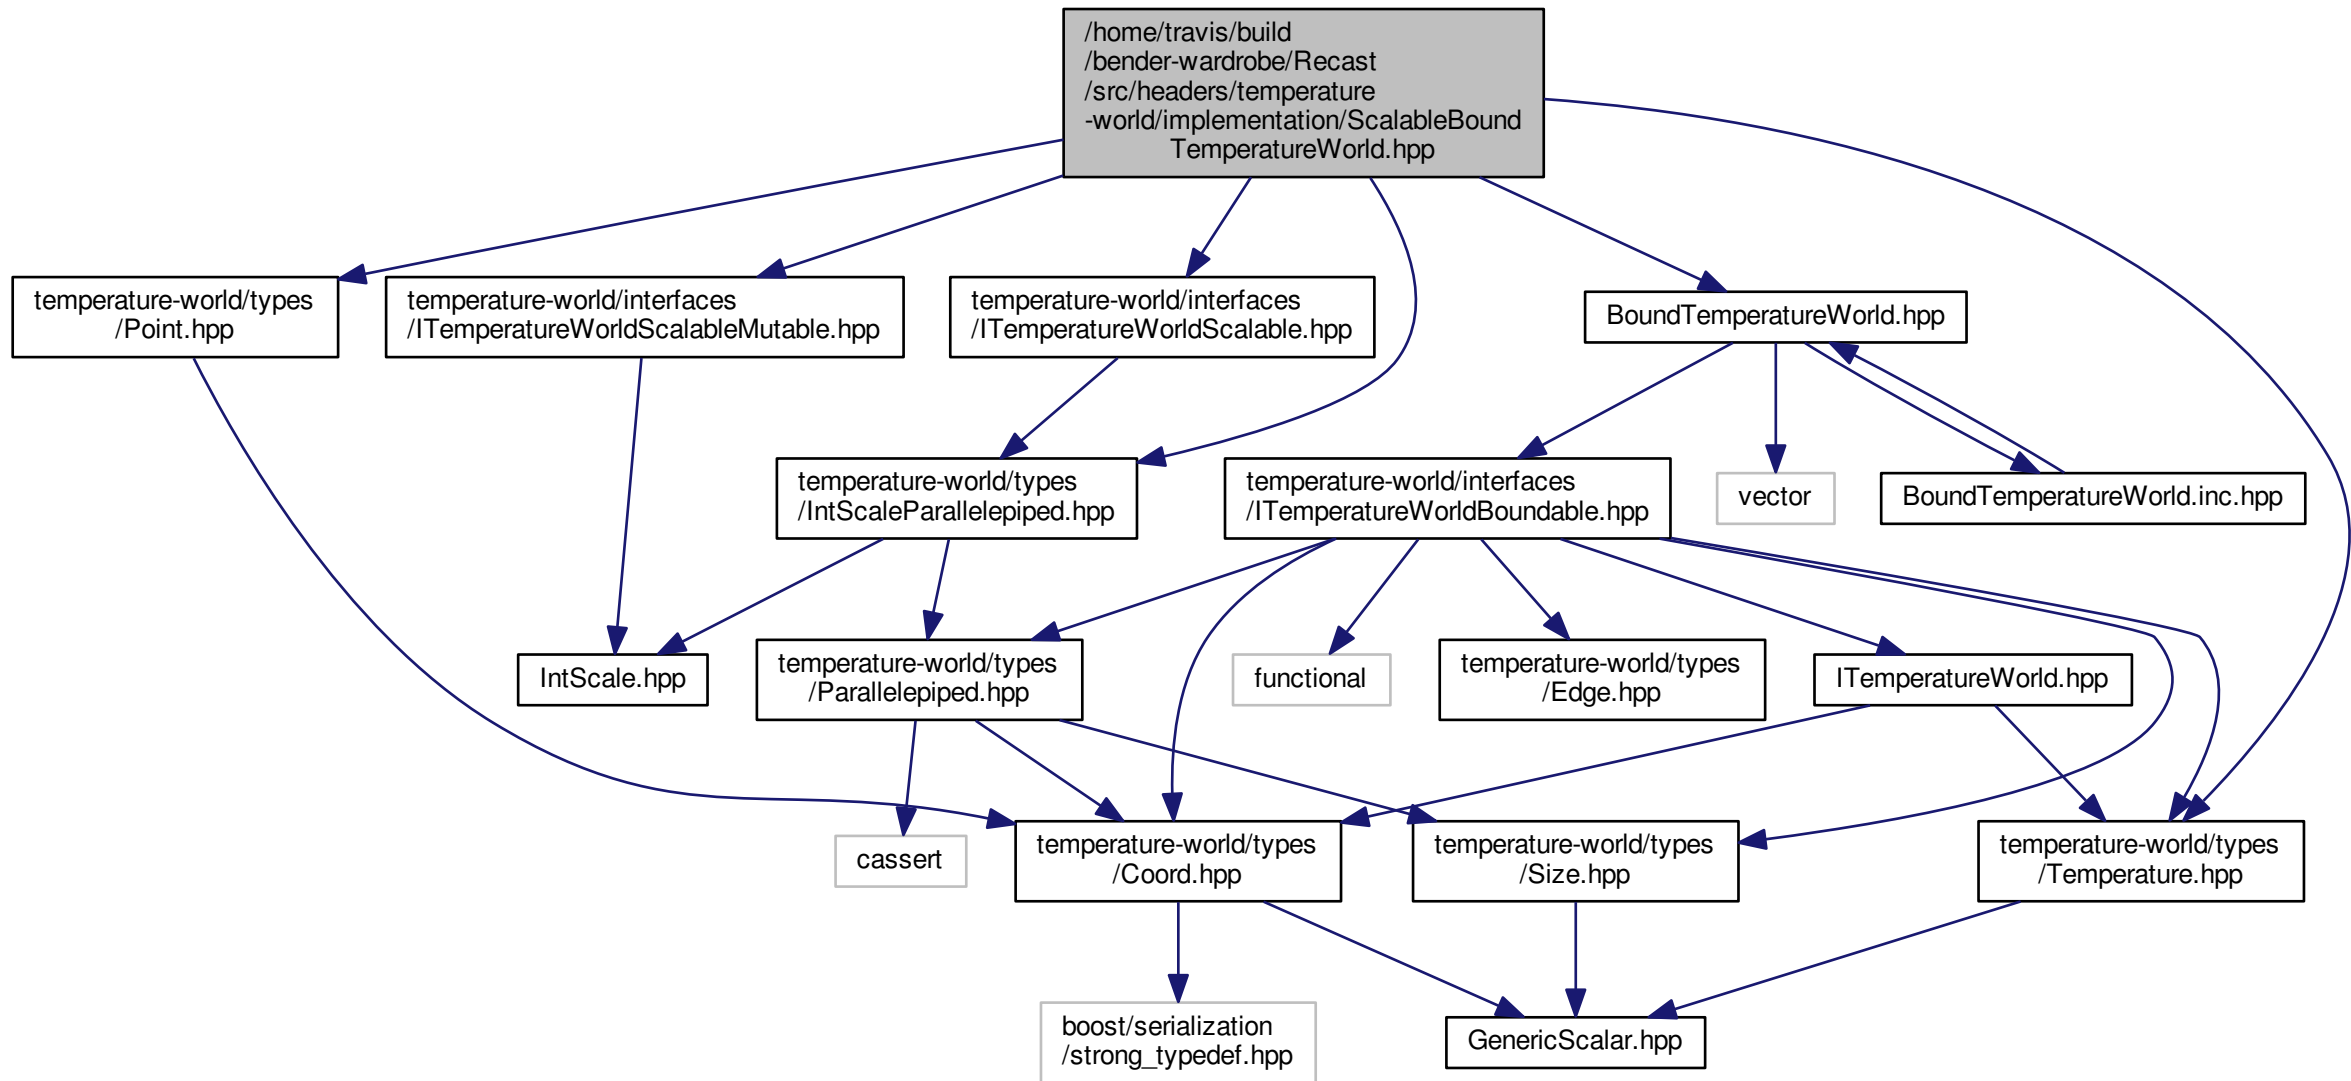 /home/travis/build
/bender-wardrobe/Recast
/src/headers/temperature
-world/implementation/ScalableBound
TemperatureWorld.hpp
temperature-world/types
/Point.hpp
temperature-world/interfaces
/ITemperatureWorldScalableMutable.hpp
temperature-world/interfaces
/ITemperatureWorldScalable.hpp
BoundTemperatureWorld.hpp
temperature-world/types
/IntScaleParallelepiped.hpp
temperature-world/interfaces
/ITemperatureWorldBoundable.hpp
vector
BoundTemperatureWorld.inc.hpp
IntScale.hpp
temperature-world/types
/Parallelepiped.hpp
functional
temperature-world/types
/Edge.hpp
ITemperatureWorld.hpp
cassert
temperature-world/types
/Coord.hpp
temperature-world/types
/Size.hpp
temperature-world/types
/Temperature.hpp
boost/serialization
/strong_typedef.hpp
GenericScalar.hpp